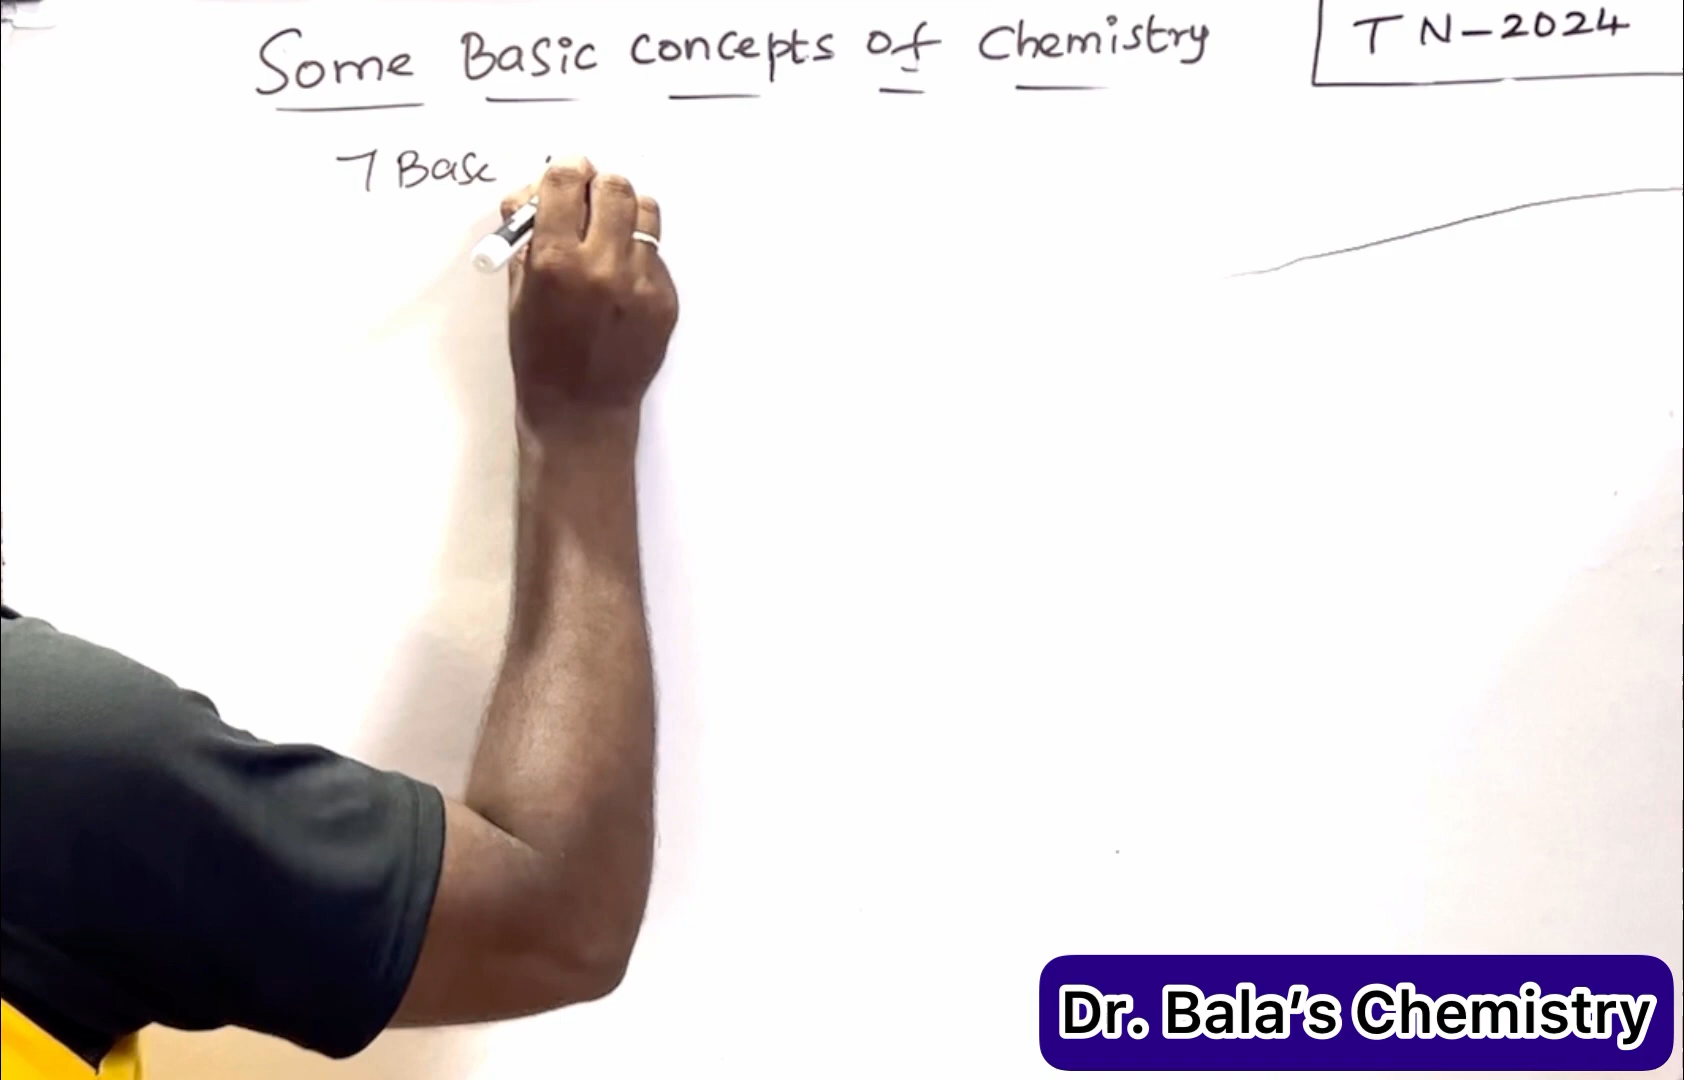 Some Basic concepts of Chemistry
TN-2024
7 Base
Dr. Bala's Chemistry